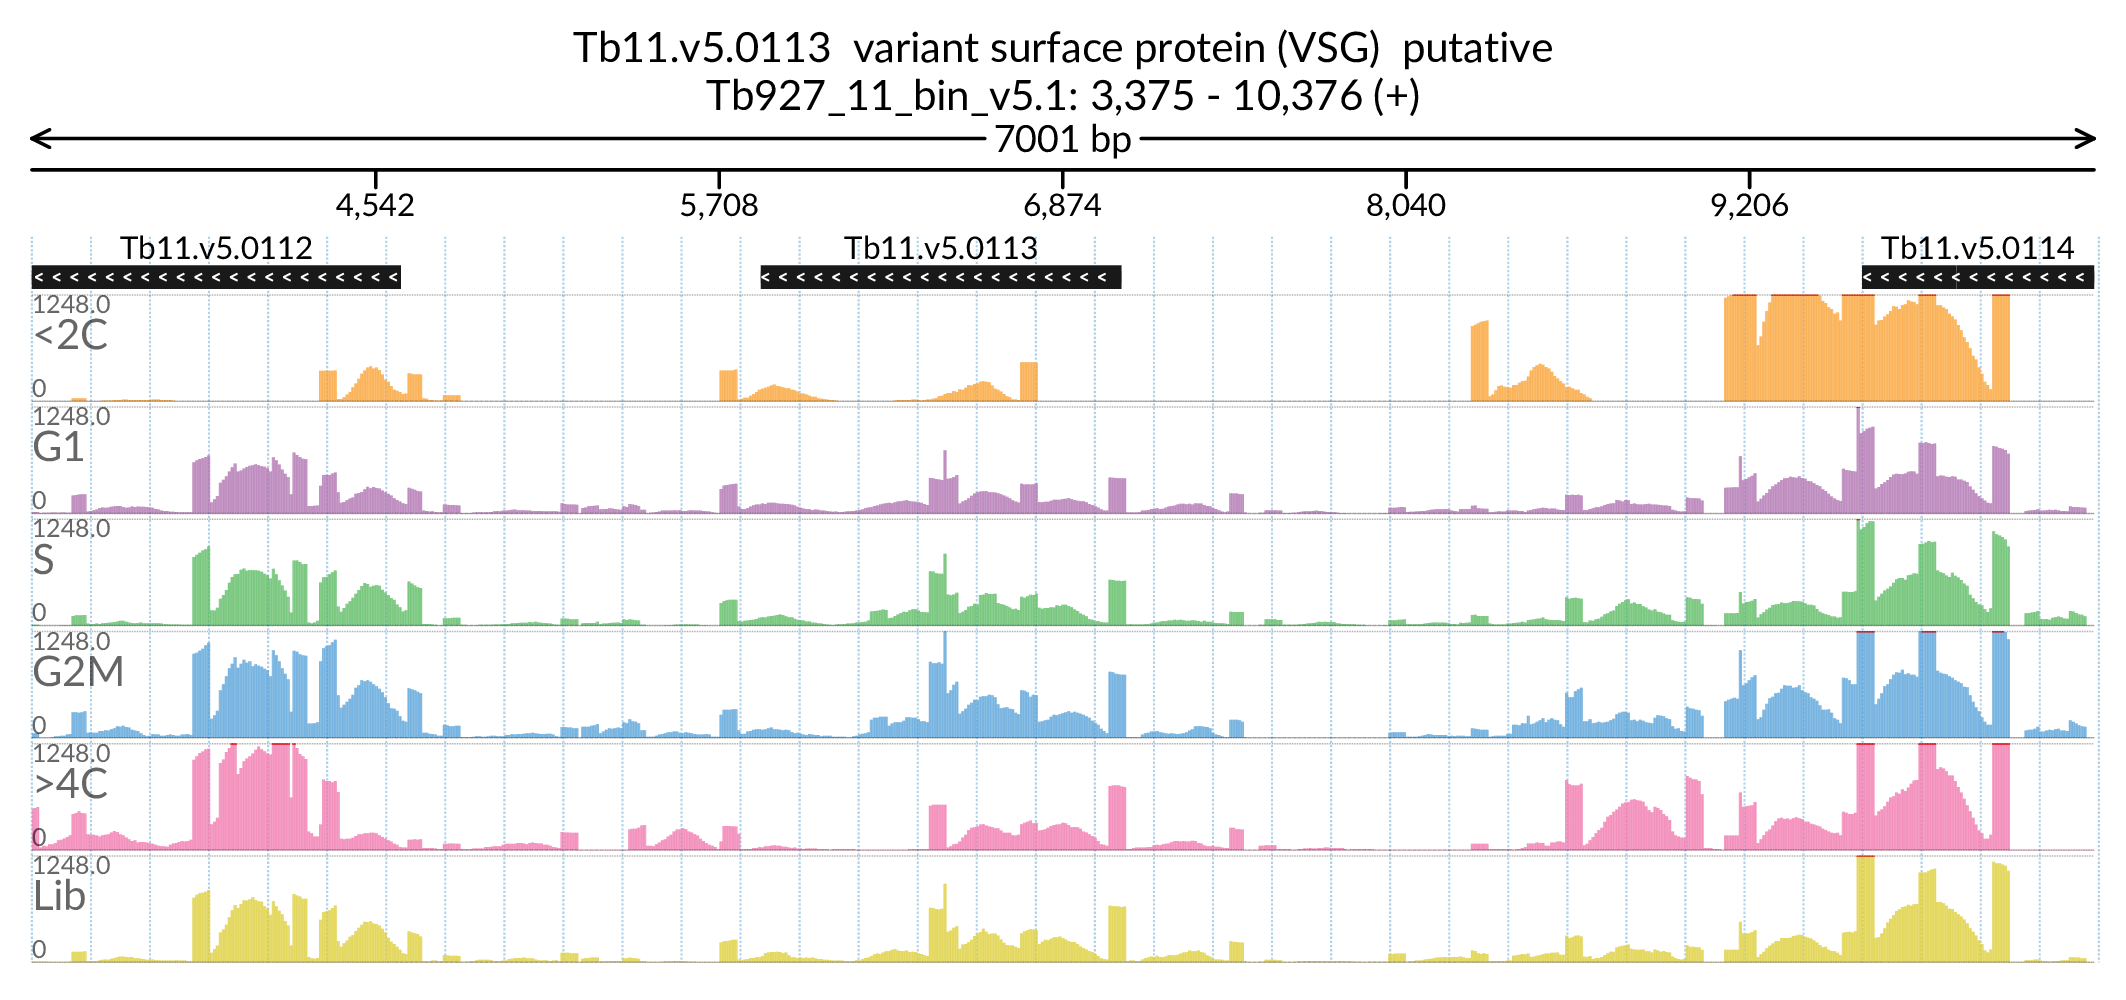 Tb11.v5.0113  variant surface protein (VSG)  putative
Tb927_11_bin_v5.1: 3,375 - 10,376 (+)
7001 bp
4,542 5,708 6,874 8,040 9,206
Tb11.v5.0112 Tb11.v5.0113 Tb11.v5.0114
1248.0
<2C
0
1248.0
G1
0
1248.0
S
0
1248.0
G2M
0
1248.0
>4C
0
1248.0
Lib
0